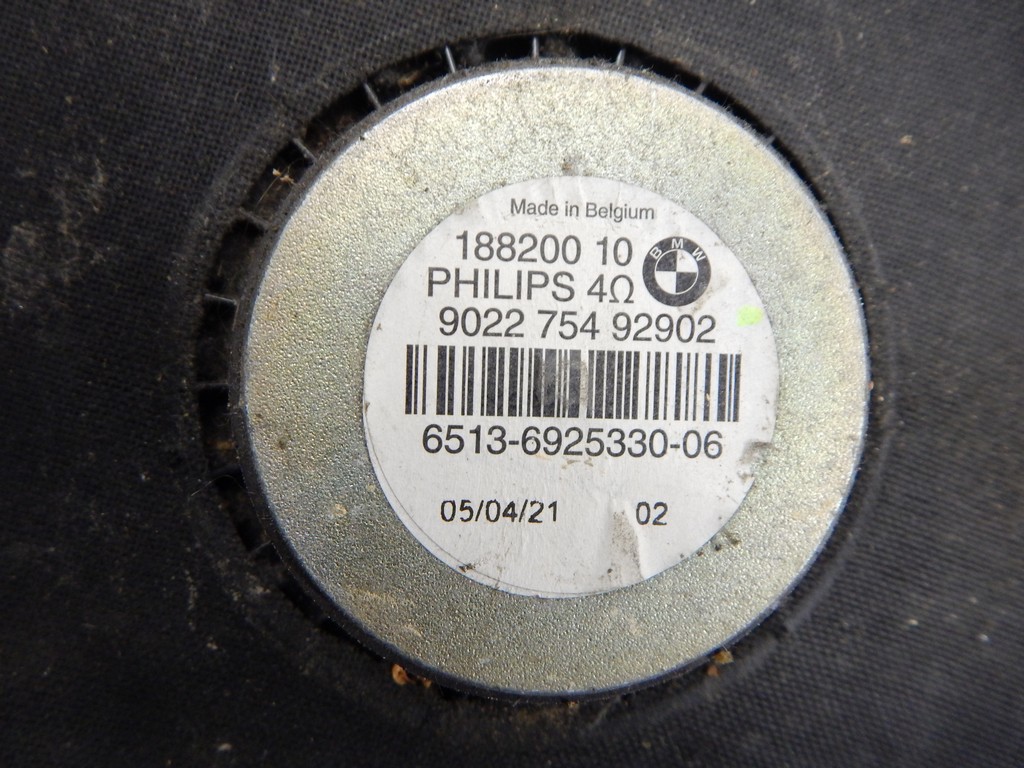 Made in Belgium
188200 10
BMW
PHILIPS 4Ω
9022 754 92902
6513-6925330-06
05/04/21 02